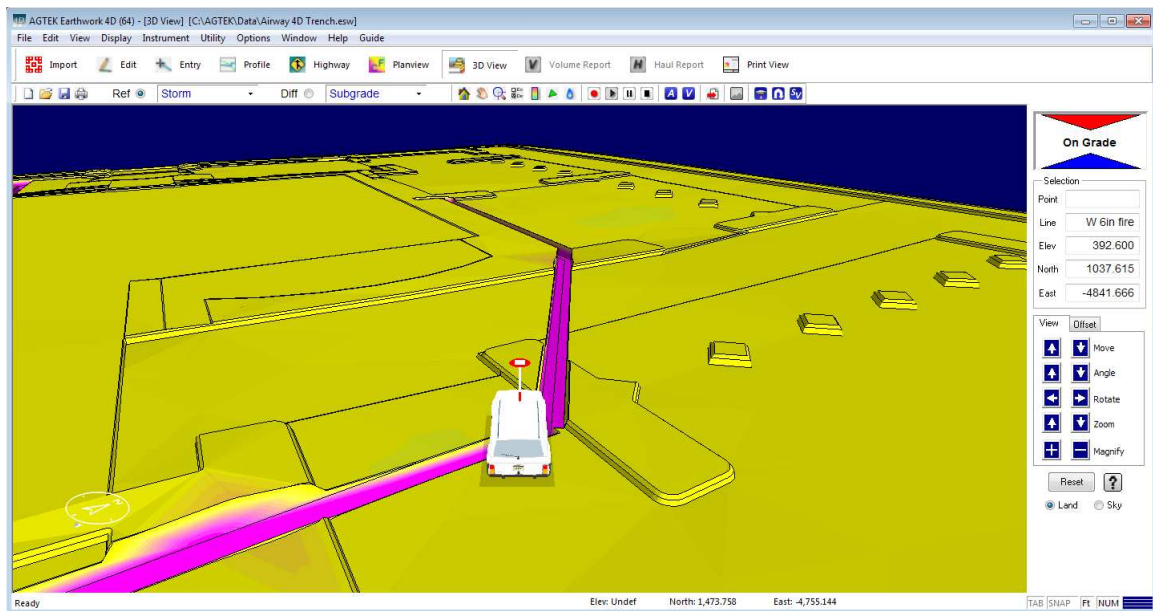 AGTEK Earthwork 4D (64) - [3D View] [C:\AGTEK\Data\Airway 4D Trench.esw]
File Edit View Display Instrument Utility Options Window Help Guide
Import Edit Entry Profile Highway Planview 3D View V Volume Report H Haul Report Print View
Ref Storm Diff Subgrade A V SV
On Grade
Selection
Point
Line W 6in fire
Elev 392.600
North 1037.615
East -4841.666
View Offset
Move
Angle
Rotate
Zoom
Magnify
Reset ?
Land Sky
Ready Elev: Undef North: 1,473.758 East: -4,755.144 TAB SNAP Ft NUM